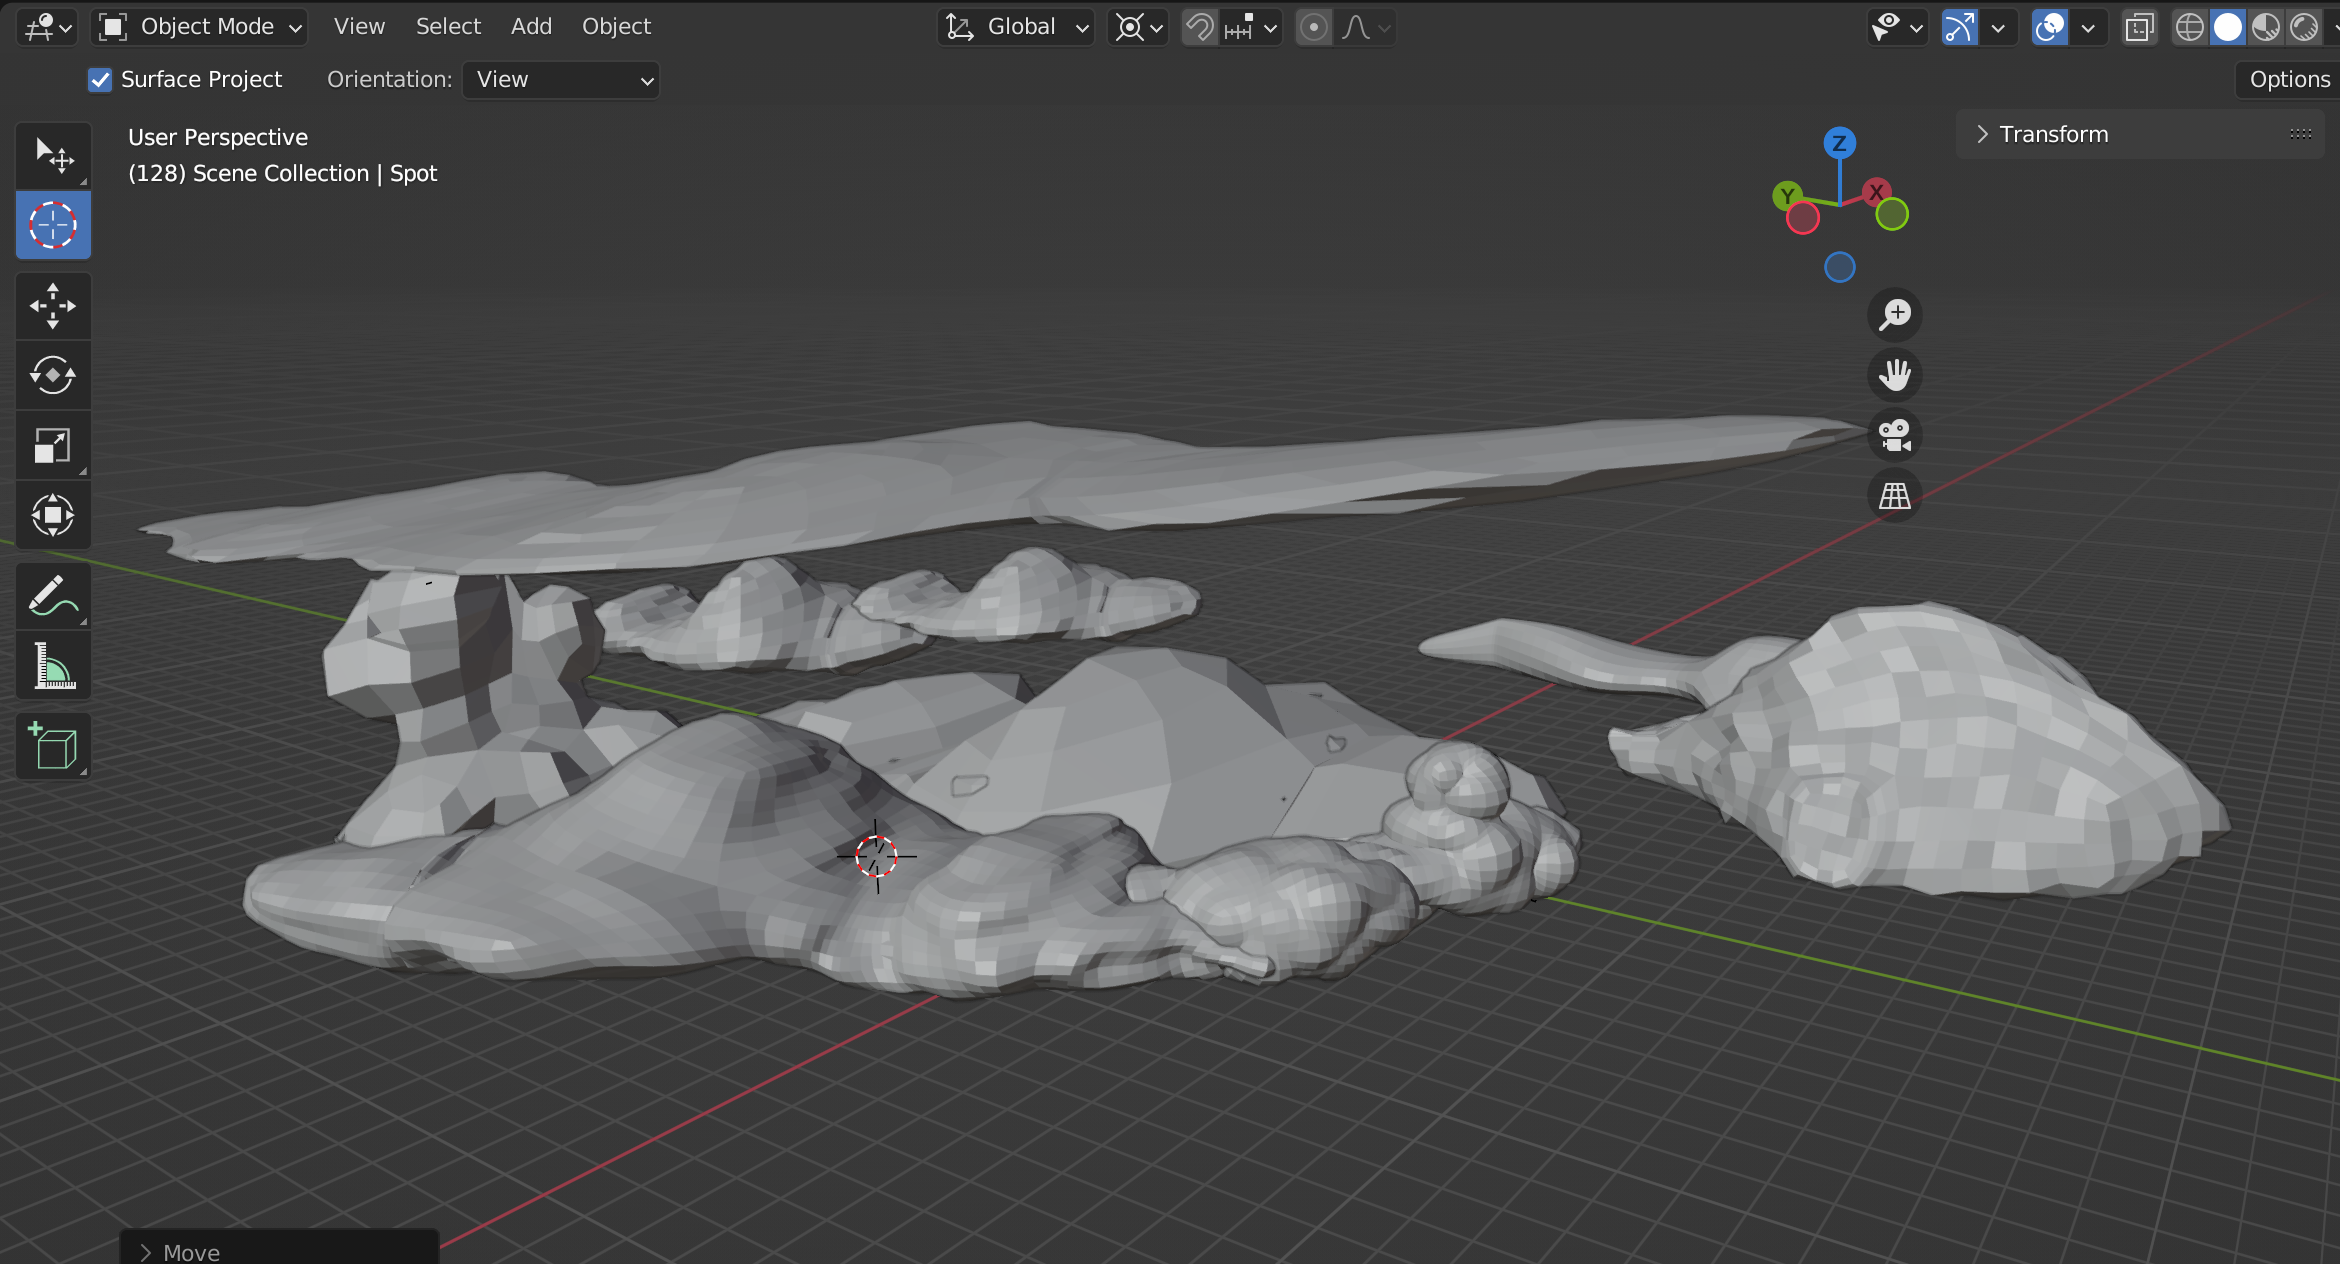 Object Mode View Select Add Object Global
Surface Project Orientation: View Options
User Perspective
(128) Scene Collection | Spot
Transform
Z
Y X
Move